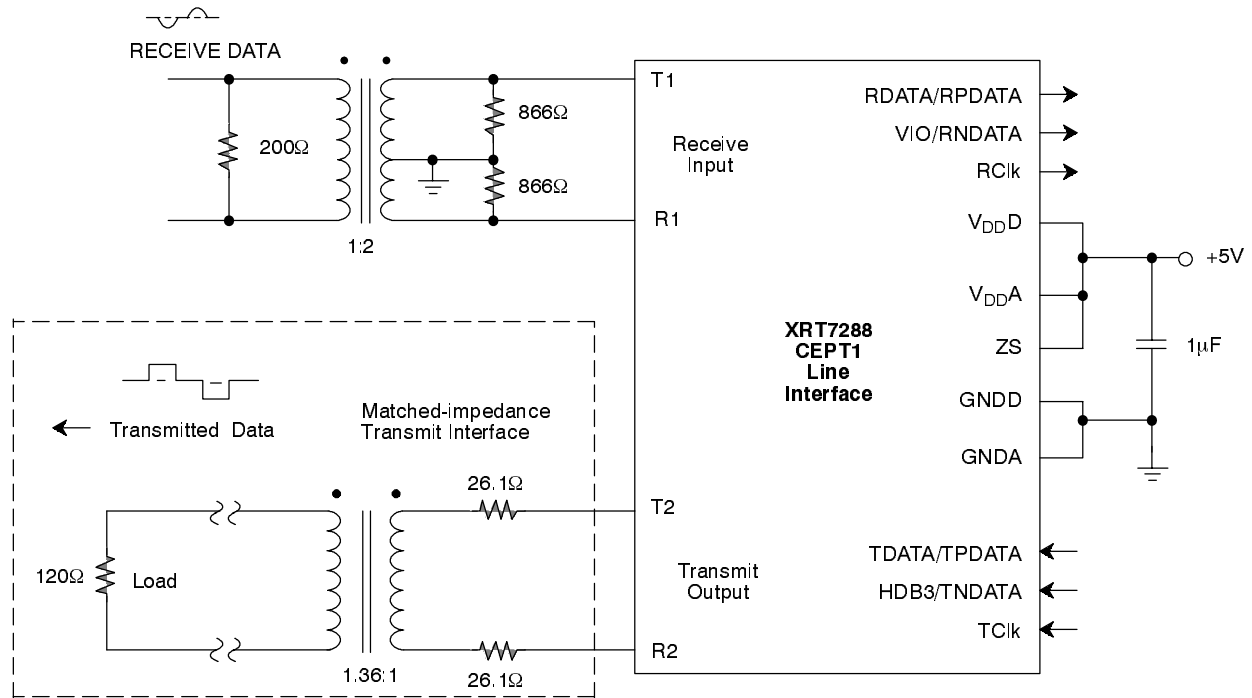 RECEIVE DATA
200Ω
1:2
866Ω
866Ω
T1
Receive
Input
R1
RDATA/RPDATA
VIO/RNDATA
RClk
VDDD
VDDA
ZS
GNDD
GNDA
+5V
1μF
XRT7288
CEPT1
Line
Interface
Transmitted Data
Matched-impedance
Transmit Interface
26.1Ω
120Ω
Load
1.36:1
26.1Ω
T2
Transmit
Output
R2
TDATA/TPDATA
HDB3/TNDATA
TClk